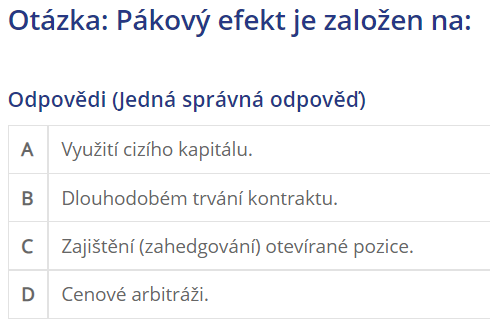 Otázka: Pákový efekt je založen na:
Odpovědi (Jedná správná odpověď)
A Využití cizího kapitálu.
B Dlouhodobém trvání kontraktu.
C Zajištění (zahedgování) otevírané pozice.
D Cenové arbitráži.